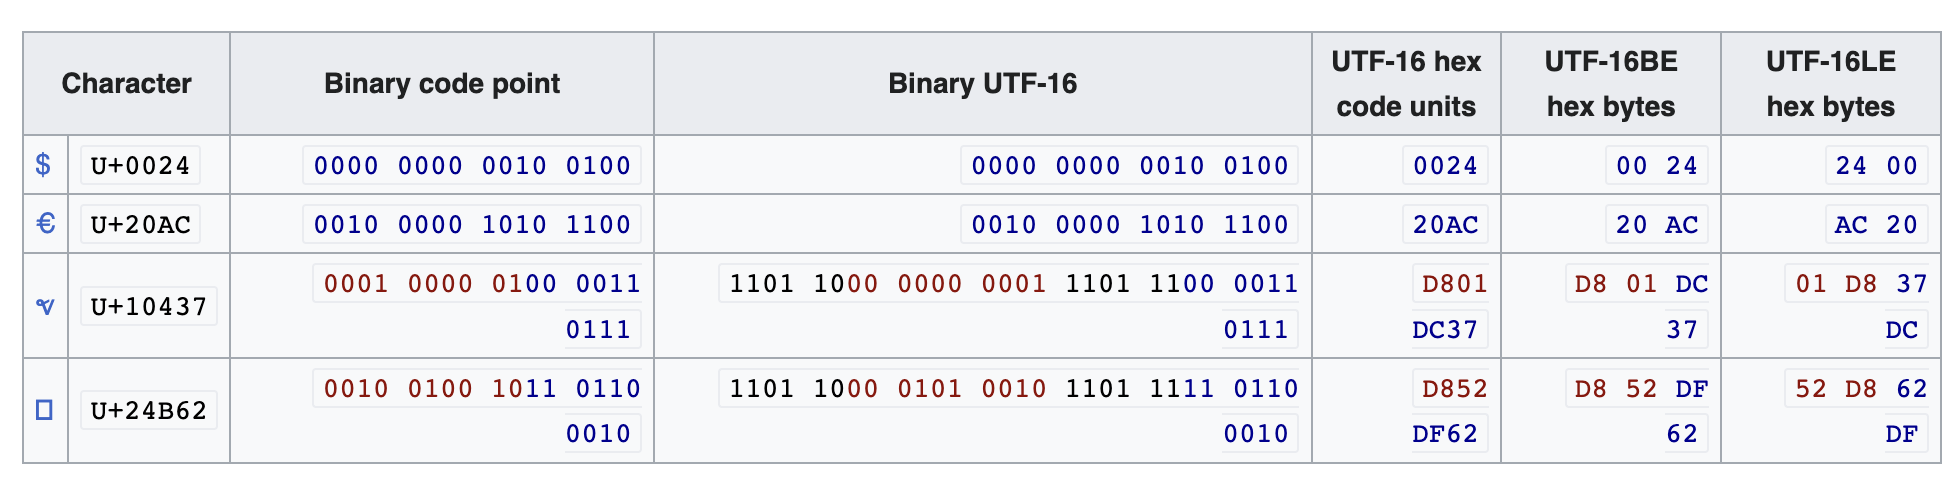 Character Binary code point Binary UTF-16 UTF-16 hex code units UTF-16BE hex bytes UTF-16LE hex bytes
$ U+0024 0000 0000 0010 0100 0000 0000 0010 0100 0024 00 24 24 00
€ U+20AC 0010 0000 1010 1100 0010 0000 1010 1100 20AC 20 AC AC 20
𐐷 U+10437 0001 0000 0100 0011 0111 1101 1000 0000 0001 1101 1100 0011 0111 D801 DC37 D8 01 DC 37 01 D8 37 DC
U+24B62 0010 0100 1011 0110 0010 1101 1000 0101 0010 1101 1111 0110 0010 D852 DF62 D8 52 DF 62 52 D8 62 DF